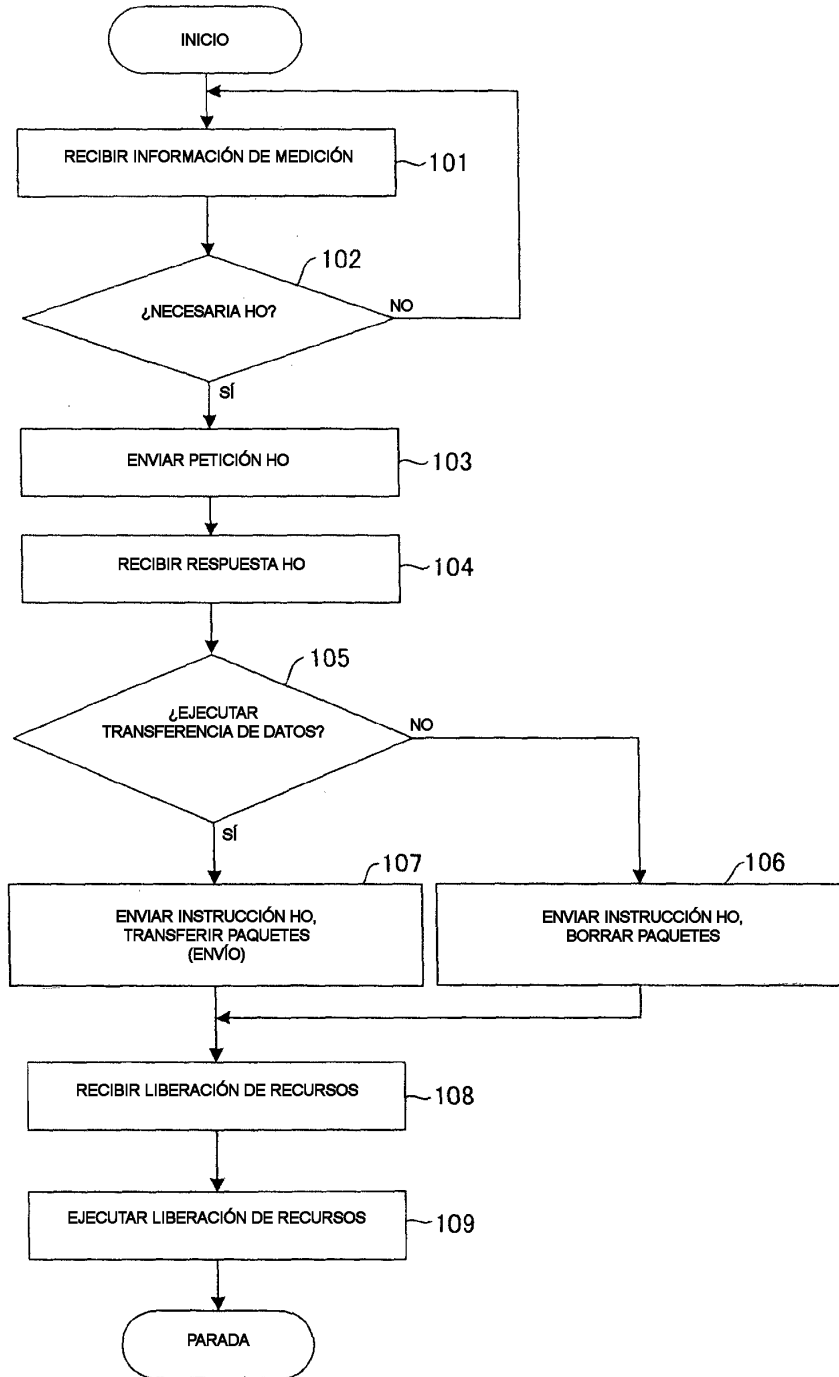 INICIO
RECIBIR INFORMACIÓN DE MEDICIÓN
101
102
¿NECESARIA HO?
NO
SÍ
ENVIAR PETICIÓN HO
103
RECIBIR RESPUESTA HO
104
105
¿EJECUTAR
TRANSFERENCIA DE DATOS?
NO
SÍ
107
ENVIAR INSTRUCCIÓN HO,
TRANSFERIR PAQUETES
(ENVÍO)
106
ENVIAR INSTRUCCIÓN HO,
BORRAR PAQUETES
RECIBIR LIBERACIÓN DE RECURSOS
108
EJECUTAR LIBERACIÓN DE RECURSOS
109
PARADA